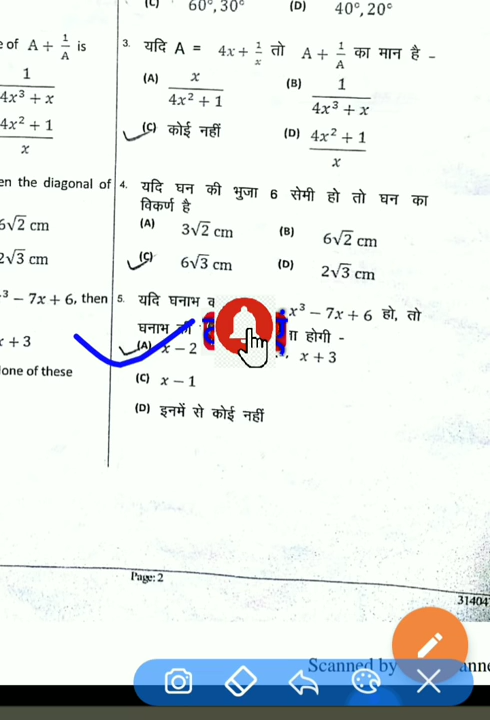 (C) 60°, 30° (D) 40°, 20°
e of A + 1/A is
1/(4x³ + x)
(4x² + 1)/x
3. यदि A = 4x + 1/x तो A + 1/A का मान है -
(A) x/(4x² + 1) (B) 1/(4x³ + x)
(C) कोई नहीं (D) (4x² + 1)/x
en the diagonal of
6√2 cm
2√3 cm
4. यदि घन की भुजा 6 सेमी हो तो घन का
विकर्ण है
(A) 3√2 cm (B) 6√2 cm
(C) 6√3 cm (D) 2√3 cm
³ − 7x + 6, then
x + 3
one of these
5. यदि घनाभ व x³ − 7x + 6 हो, तो
घनाभ होगी -
(A) x − 2 x + 3
(C) x − 1
(D) इनमें से कोई नहीं
Page: 2
31404
Scanned by anne